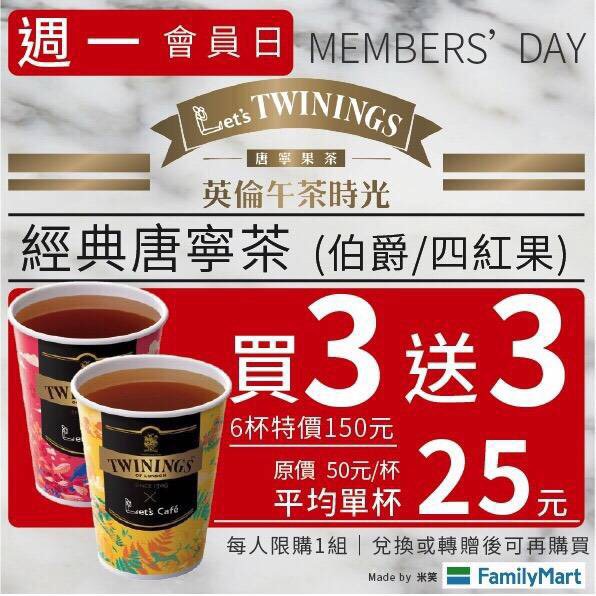 週一 會員日 MEMBERS' DAY
Let's TWININGS
唐寧果茶
英倫午茶時光
經典唐寧茶 (伯爵/四紅果)
買3送3
6杯特價150元
原價 50元/杯
平均單杯 25元
TWININGS
OF LONDON
×
Let's Café
每人限購1組｜兌換或轉贈後可再購買
Made by 米笑 FamilyMart